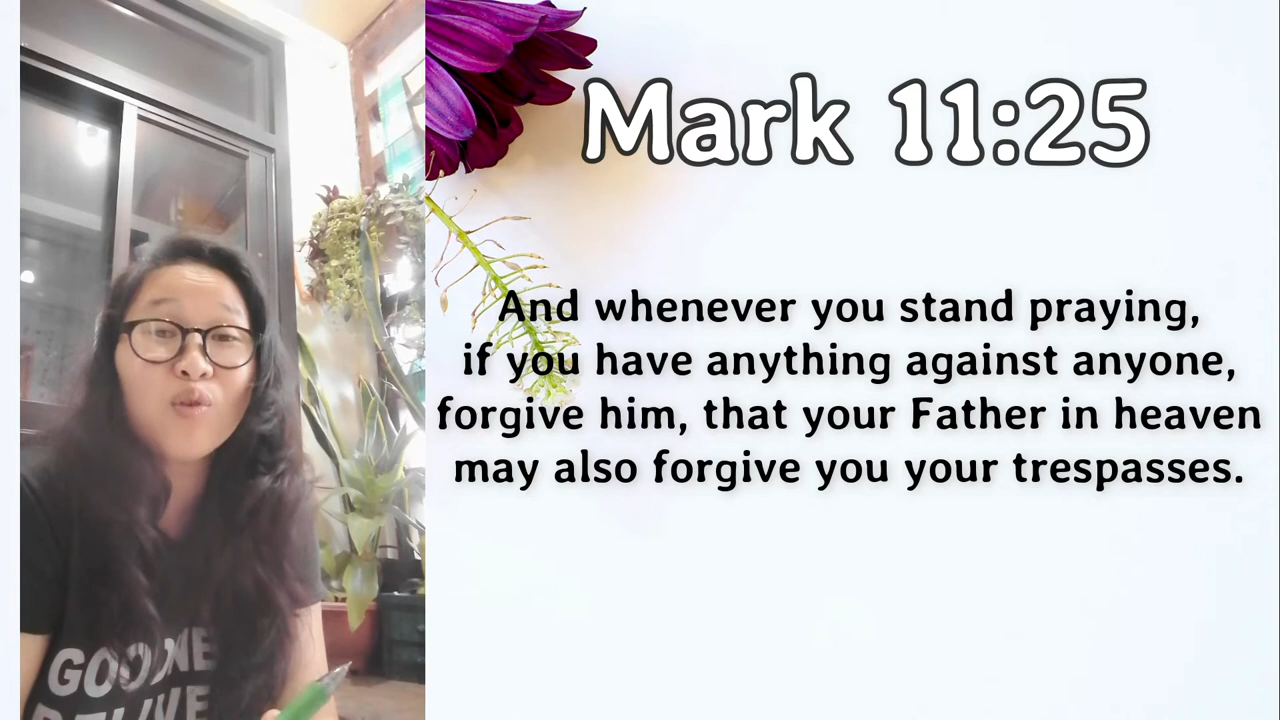 Mark 11:25
And whenever you stand praying,
if you have anything against anyone,
forgive him, that your Father in heaven
may also forgive you your trespasses.